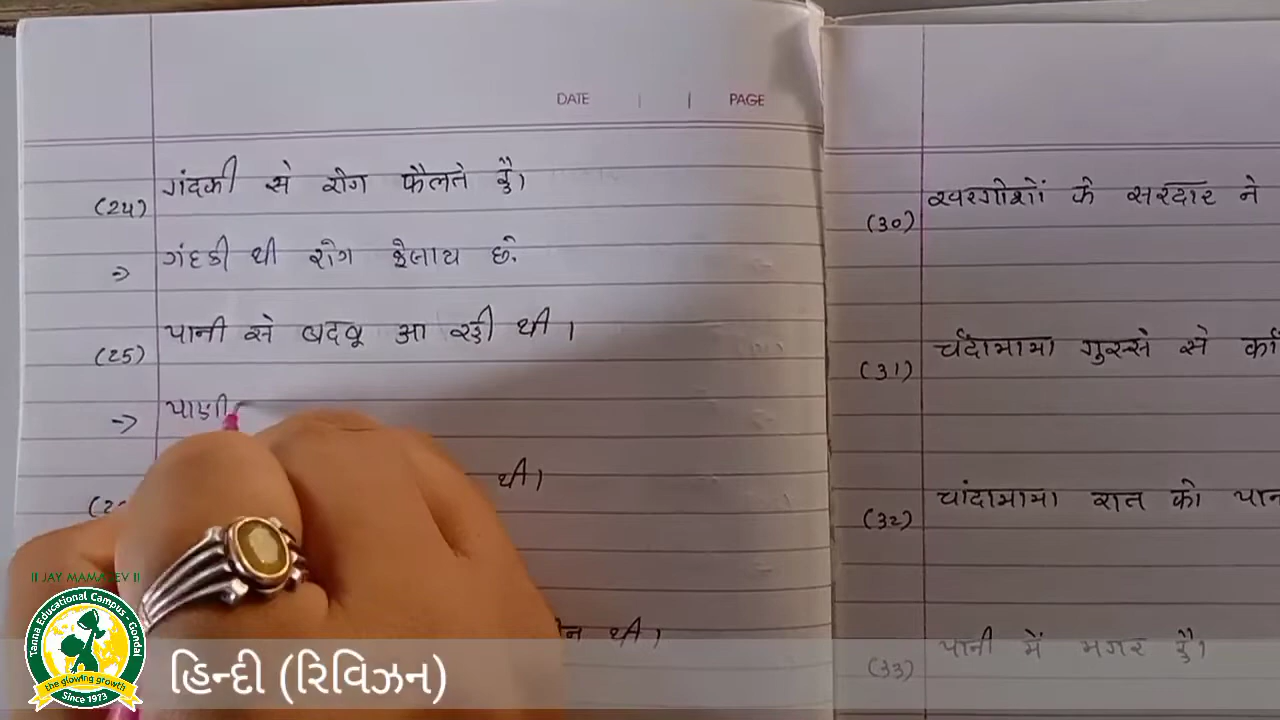 DATE PAGE
(24) गंदकी से रोग फैलते है।
=> ગંદકી થી રોગ ફેલાય છે.
(25) पानी से बदबू आ रही थी।
=> પાણી
थी।
थी।
(30) खरगोशों के सरदार ने
(31) चंदामामा गुस्से से
(32) चांदामामा रात को
(33) पानी में मगर है।
II JAY MAMADEV II
Tanna Educational Campus - Gondal
the glowing growth
Since 1973
હિન્દી (રિવિઝન)